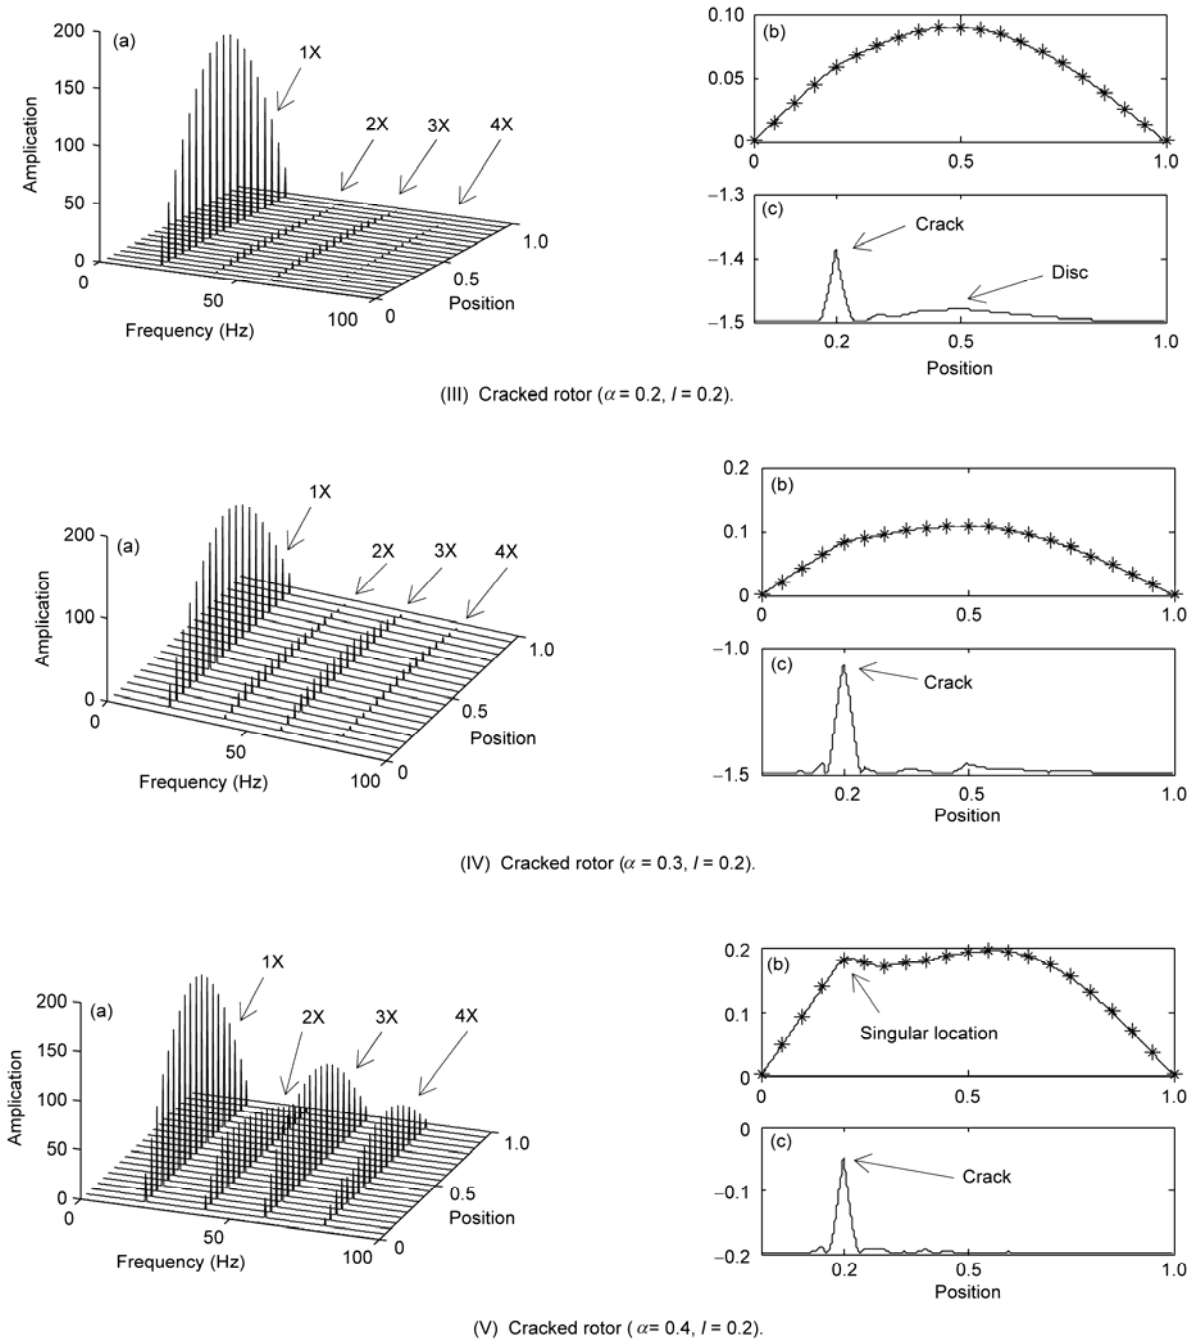 (a)
200
150
100
50
0
Amplication
1X
2X
3X
4X
0
50
100
Frequency (Hz)
0
0.5
1.0
Position
(b)
0.10
0.05
0
0
0.5
1.0
(c)
−1.3
−1.4
−1.5
Crack
Disc
0.2
0.5
1.0
Position
(III) Cracked rotor (α = 0.2, l = 0.2).
(a)
200
100
0
Amplication
1X
2X
3X
4X
0
50
100
Frequency (Hz)
0
0.5
1.0
Position
(b)
0.2
0.1
0
0
0.5
1.0
(c)
−1.0
−1.5
Crack
0.2
0.5
1.0
Position
(IV) Cracked rotor (α = 0.3, l = 0.2).
(a)
200
150
100
50
0
Amplication
1X
2X
3X
4X
0
50
100
Frequency (Hz)
0
0.5
1.0
Position
(b)
0.2
0.1
0
Singular location
0
0.5
1.0
(c)
0
−0.1
−0.2
Crack
0.2
0.5
1.0
Position
(V) Cracked rotor ( α= 0.4, l = 0.2).